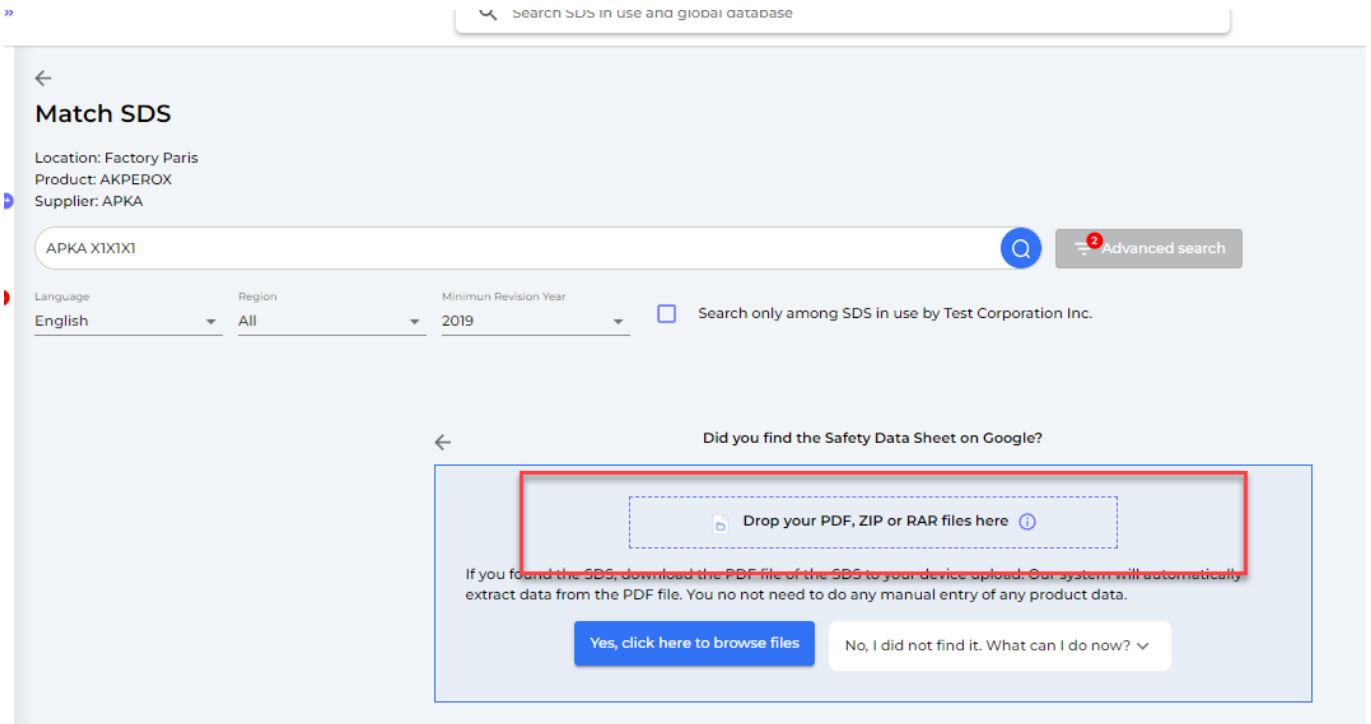 »
Search SDS in use and global database
Match SDS
Location: Factory Paris
Product: AKPEROX
Supplier: APKA
APKA X1X1X1
2
Advanced search
Language
Region
Minimun Revision Year
English
All
2019
Search only among SDS in use by Test Corporation Inc.
Did you find the Safety Data Sheet on Google?
Drop your PDF, ZIP or RAR files here
If you found the SDS, download the PDF file of the SDS to your device upload. Our system will automatically
extract data from the PDF file. You no not need to do any manual entry of any product data.
Yes, click here to browse files
No, I did not find it. What can I do now?